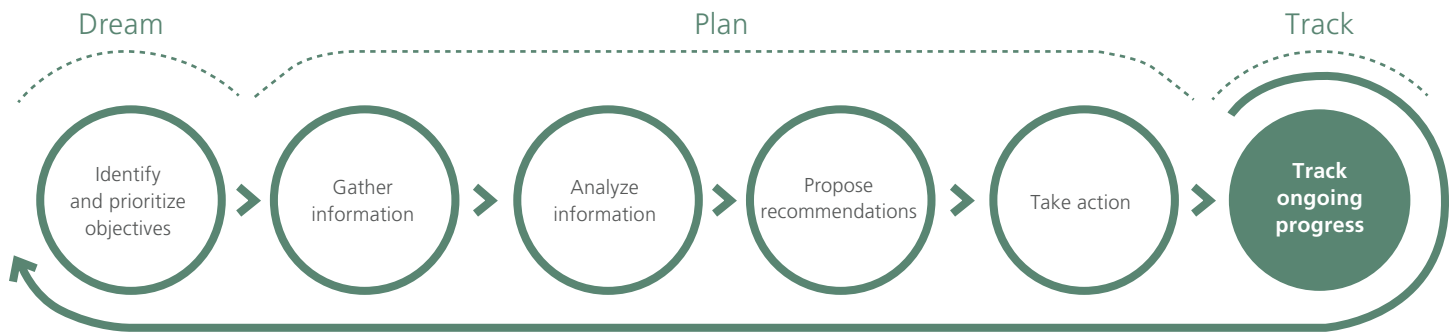 Dream
Plan
Track
Identify
and prioritize
objectives
Gather
information
Analyze
information
Propose
recommendations
Take action
Track
ongoing
progress